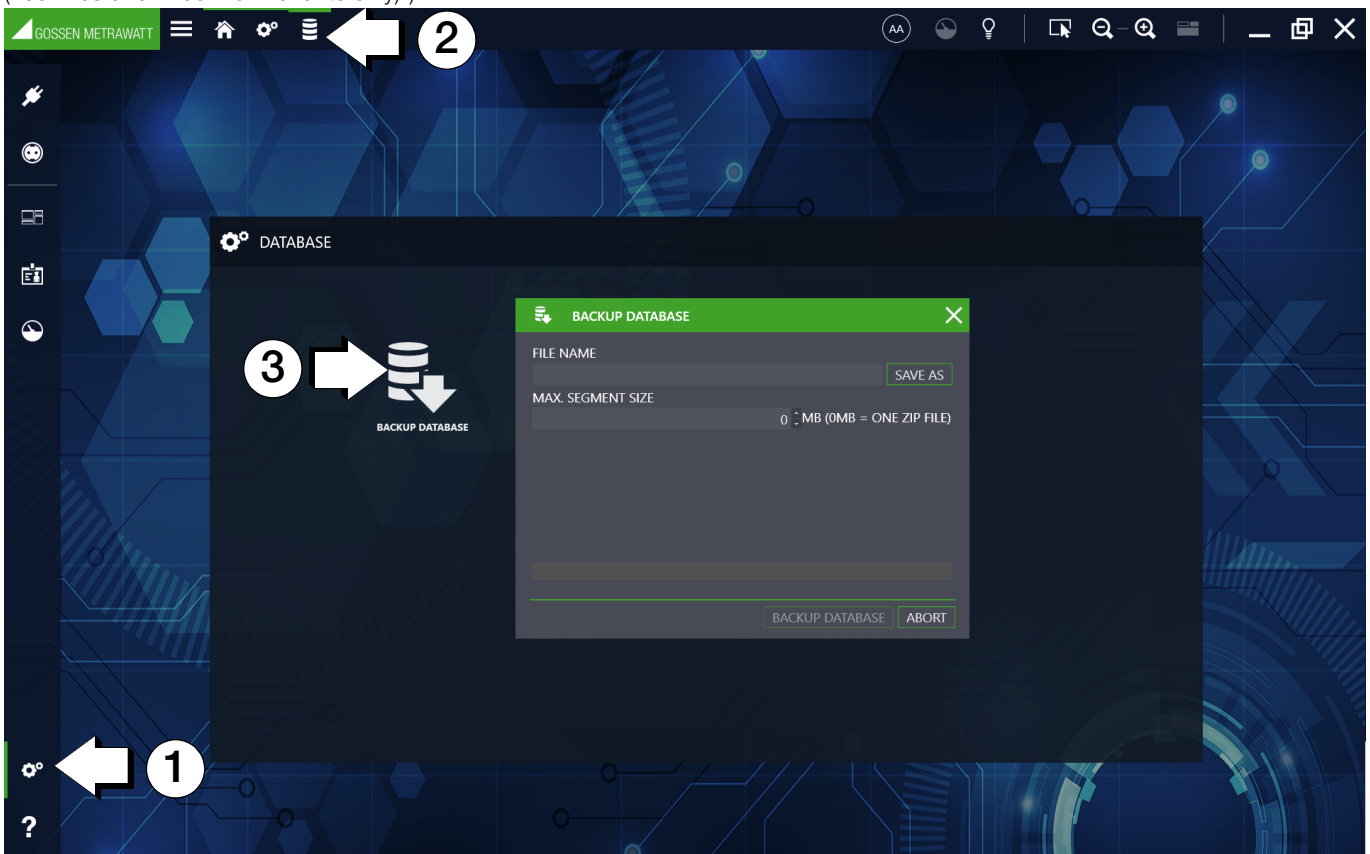 GOSSEN METRAWATT
AA
2
DATABASE
BACKUP DATABASE
FILE NAME
SAVE AS
3
MAX. SEGMENT SIZE
0 MB (0MB = ONE ZIP FILE)
BACKUP DATABASE
BACKUP DATABASE ABORT
1
?